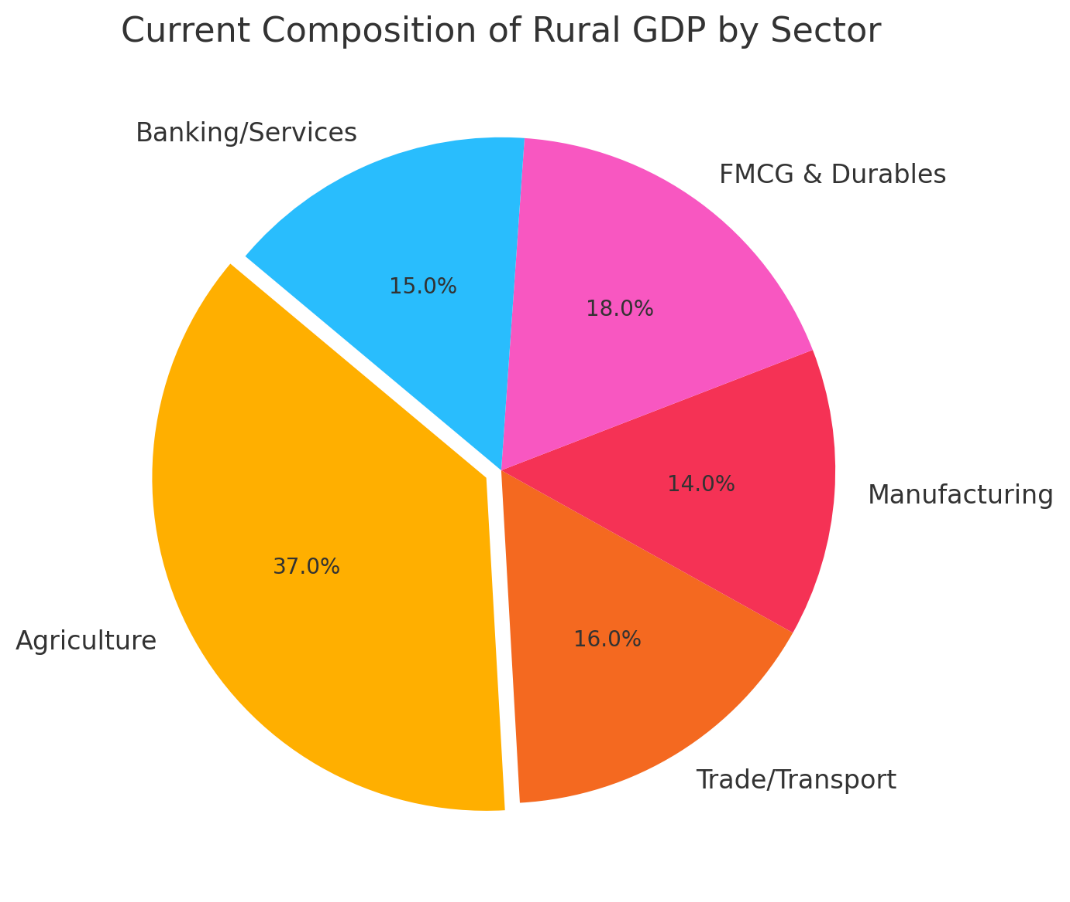 Current Composition of Rural GDP by Sector
Banking/Services
FMCG & Durables
15.0%
18.0%
Manufacturing
14.0%
37.0%
Agriculture
16.0%
Trade/Transport